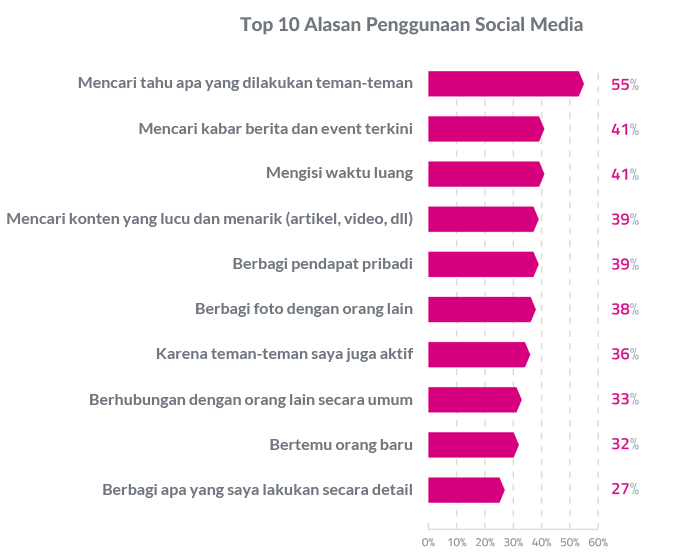 Top 10 Alasan Penggunaan Social Media
Mencari tahu apa yang dilakukan teman-teman 55%
Mencari kabar berita dan event terkini 41%
Mengisi waktu luang 41%
Mencari konten yang lucu dan menarik (artikel, video, dll) 39%
Berbagi pendapat pribadi 39%
Berbagi foto dengan orang lain 38%
Karena teman-teman saya juga aktif 36%
Berhubungan dengan orang lain secara umum 33%
Bertemu orang baru 32%
Berbagi apa yang saya lakukan secara detail 27%
0% 10% 20% 30% 40% 50% 60%